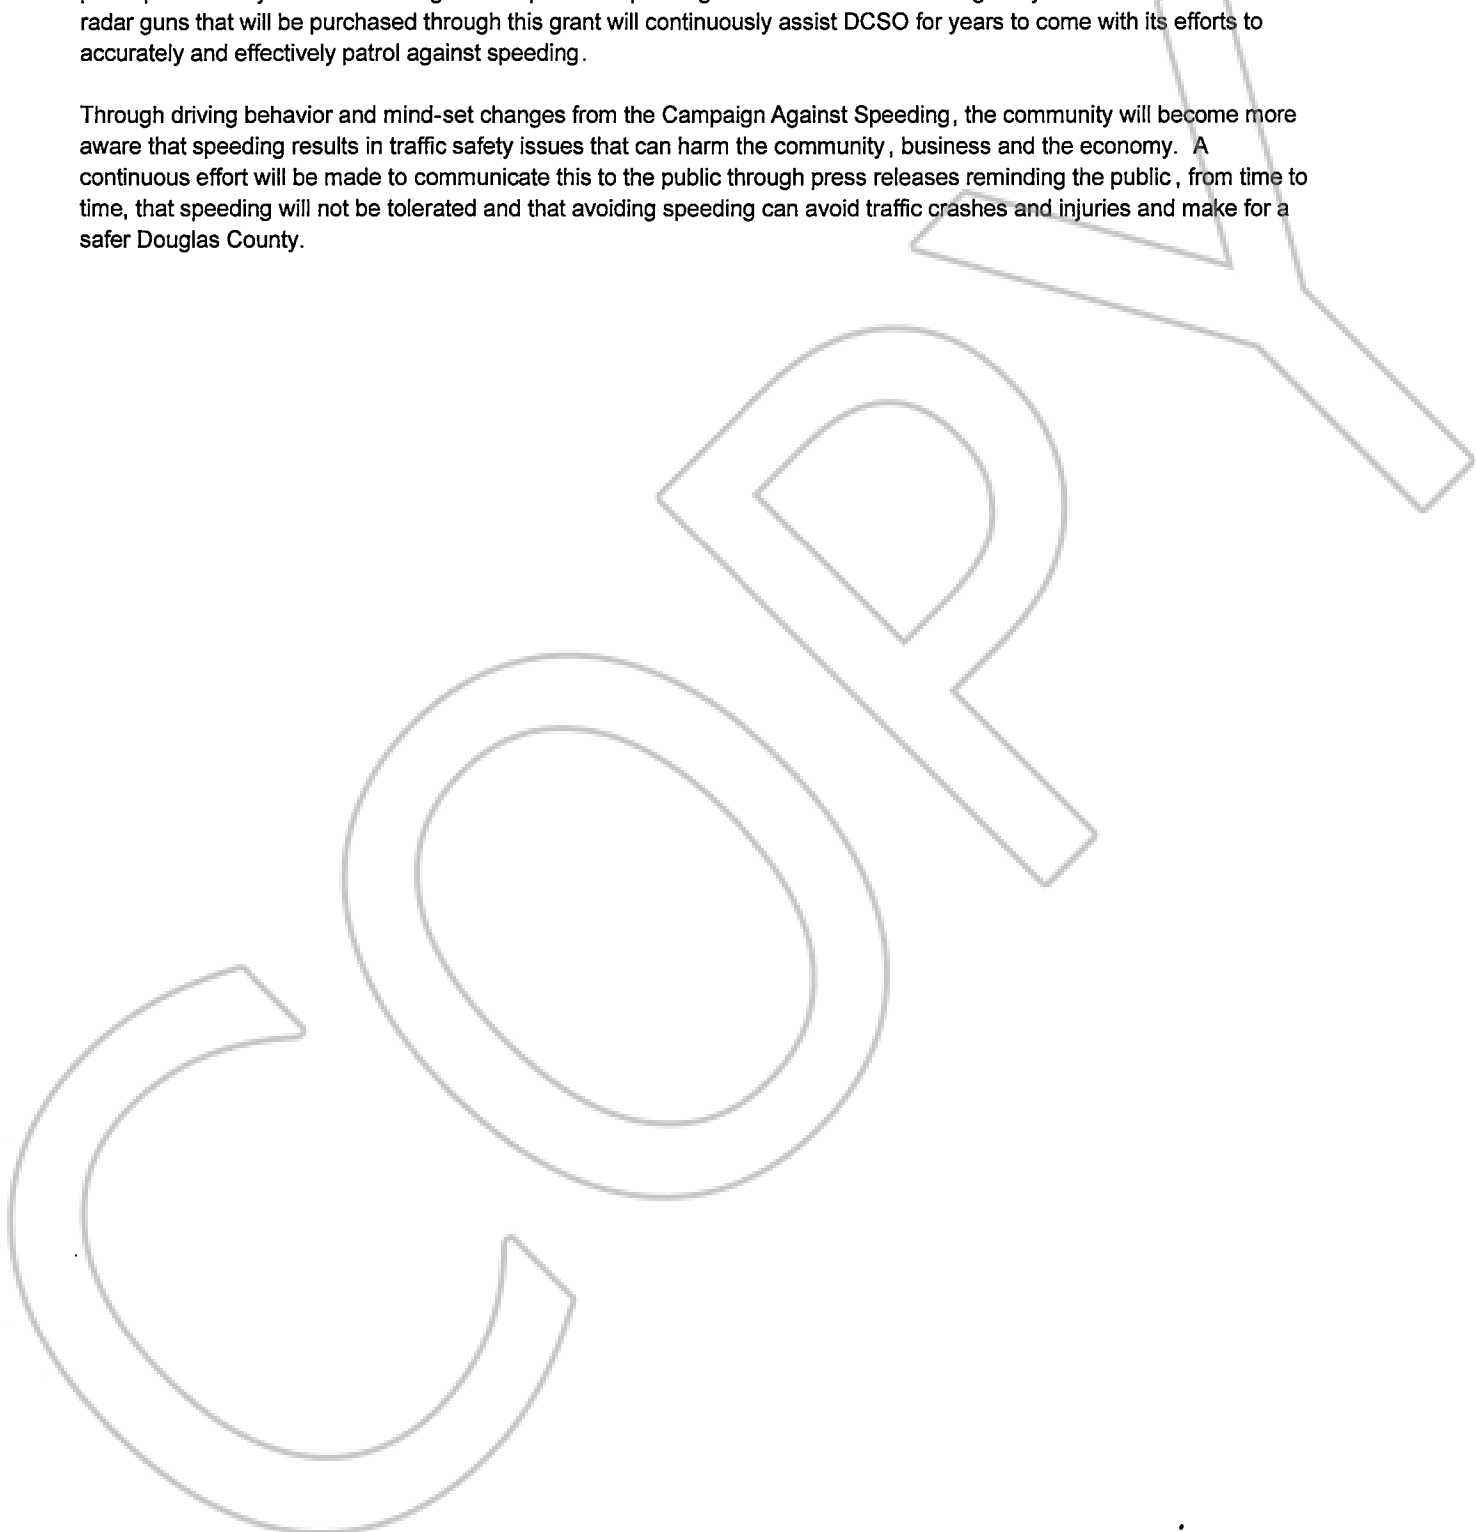 radar guns that will be purchased through this grant will continuously assist DCSO for years to come with its efforts to
accurately and effectively patrol against speeding.
Through driving behavior and mind-set changes from the Campaign Against Speeding, the community will become more
aware that speeding results in traffic safety issues that can harm the community, business and the economy. A
continuous effort will be made to communicate this to the public through press releases reminding the public, from time to
time, that speeding will not be tolerated and that avoiding speeding can avoid traffic crashes and injuries and make for a
safer Douglas County.
COPY